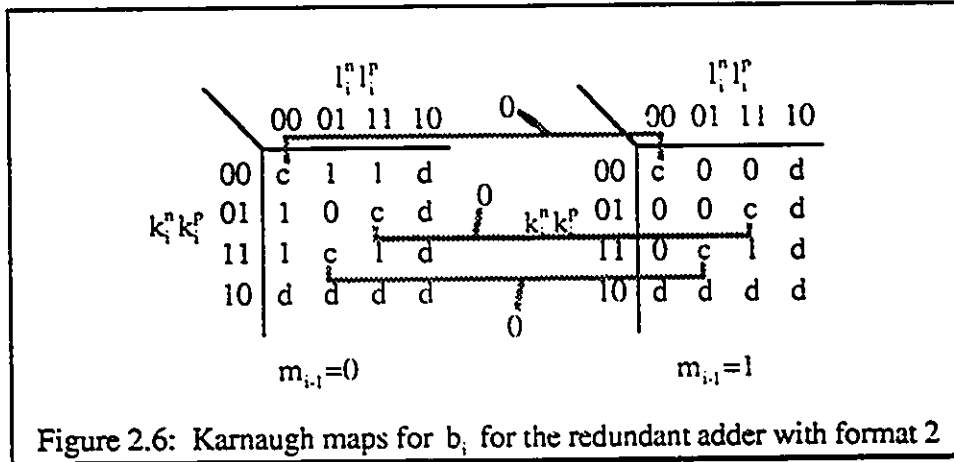 l_i^n l_i^p l_i^n l_i^p
00 01 11 10 0 00 01 11 10
00 c 1 1 d 00 c 0 0 d
k_i^n k_i^p 01 1 0 c d 0 k_i^n k_i^p 01 0 0 c d
11 1 c 1 d 11 0 c 1 d
10 d d d d 0 10 d d d d
m_{i-1}=0 m_{i-1}=1
Figure 2.6: Karnaugh maps for b_i for the redundant adder with format 2